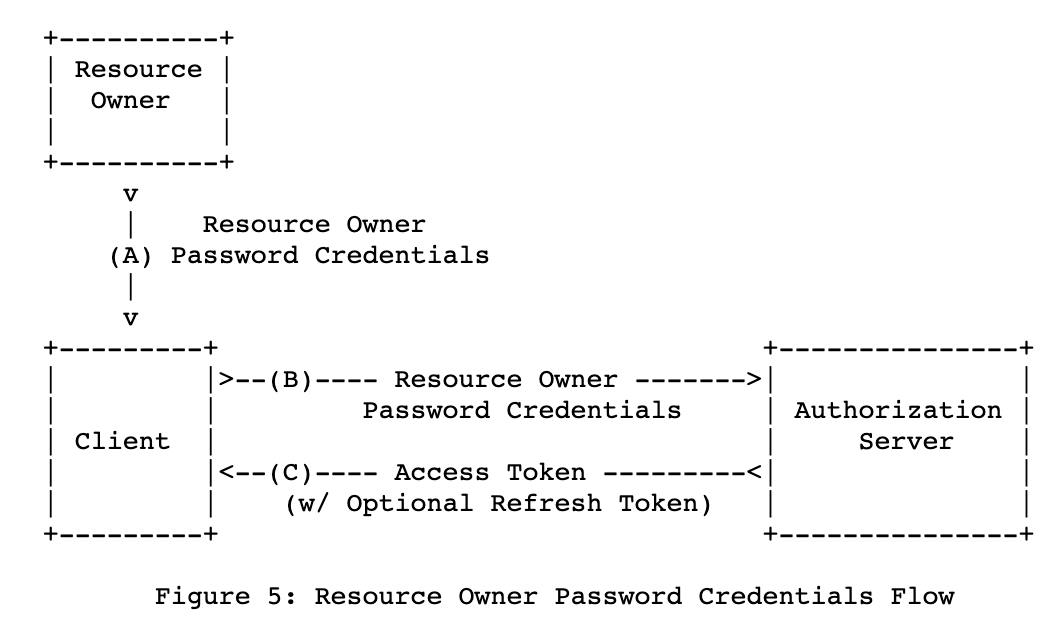 +----------+
| Resource |
|  Owner   |
|          |
+----------+
     v
     |    Resource Owner
    (A) Password Credentials
     |
     v
+---------+                                  +---------------+
|         |>--(B)---- Resource Owner ------->|               |
|         |         Password Credentials     | Authorization |
| Client  |                                  |     Server    |
|         |<--(C)---- Access Token ---------<|               |
|         |    (w/ Optional Refresh Token)   |               |
+---------+                                  +---------------+
Figure 5: Resource Owner Password Credentials Flow